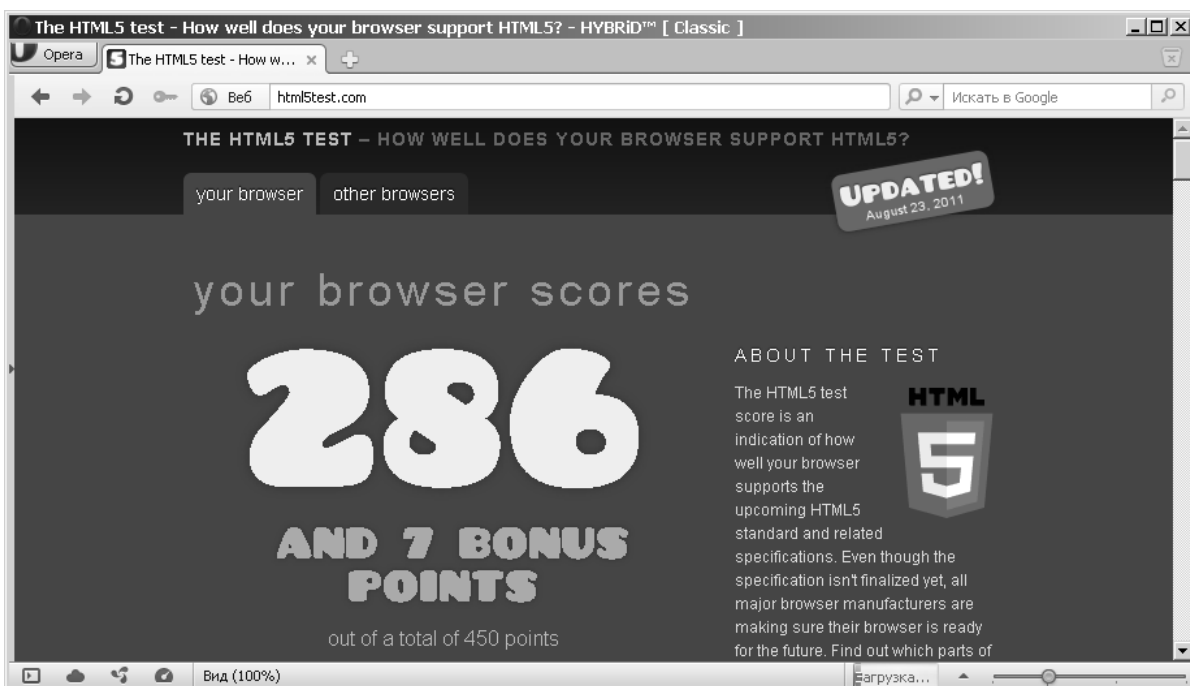 The HTML5 test - How well does your browser support HTML5? - HYBRiD™ [ Classic ]
Opera
The HTML5 test - How w...
Веб
html5test.com
Искать в Google
THE HTML5 TEST – HOW WELL DOES YOUR BROWSER SUPPORT HTML5?
your browser
other browsers
UPDATED!
August 23, 2011
your browser scores
286
AND 7 BONUS
POINTS
out of a total of 450 points
ABOUT THE TEST
HTML
5
The HTML5 test
score is an
indication of how
well your browser
supports the
upcoming HTML5
standard and related
specifications. Even though the
specification isn't finalized yet, all
major browser manufacturers are
making sure their browser is ready
for the future. Find out which parts of
Вид (100%)
Загрузка...